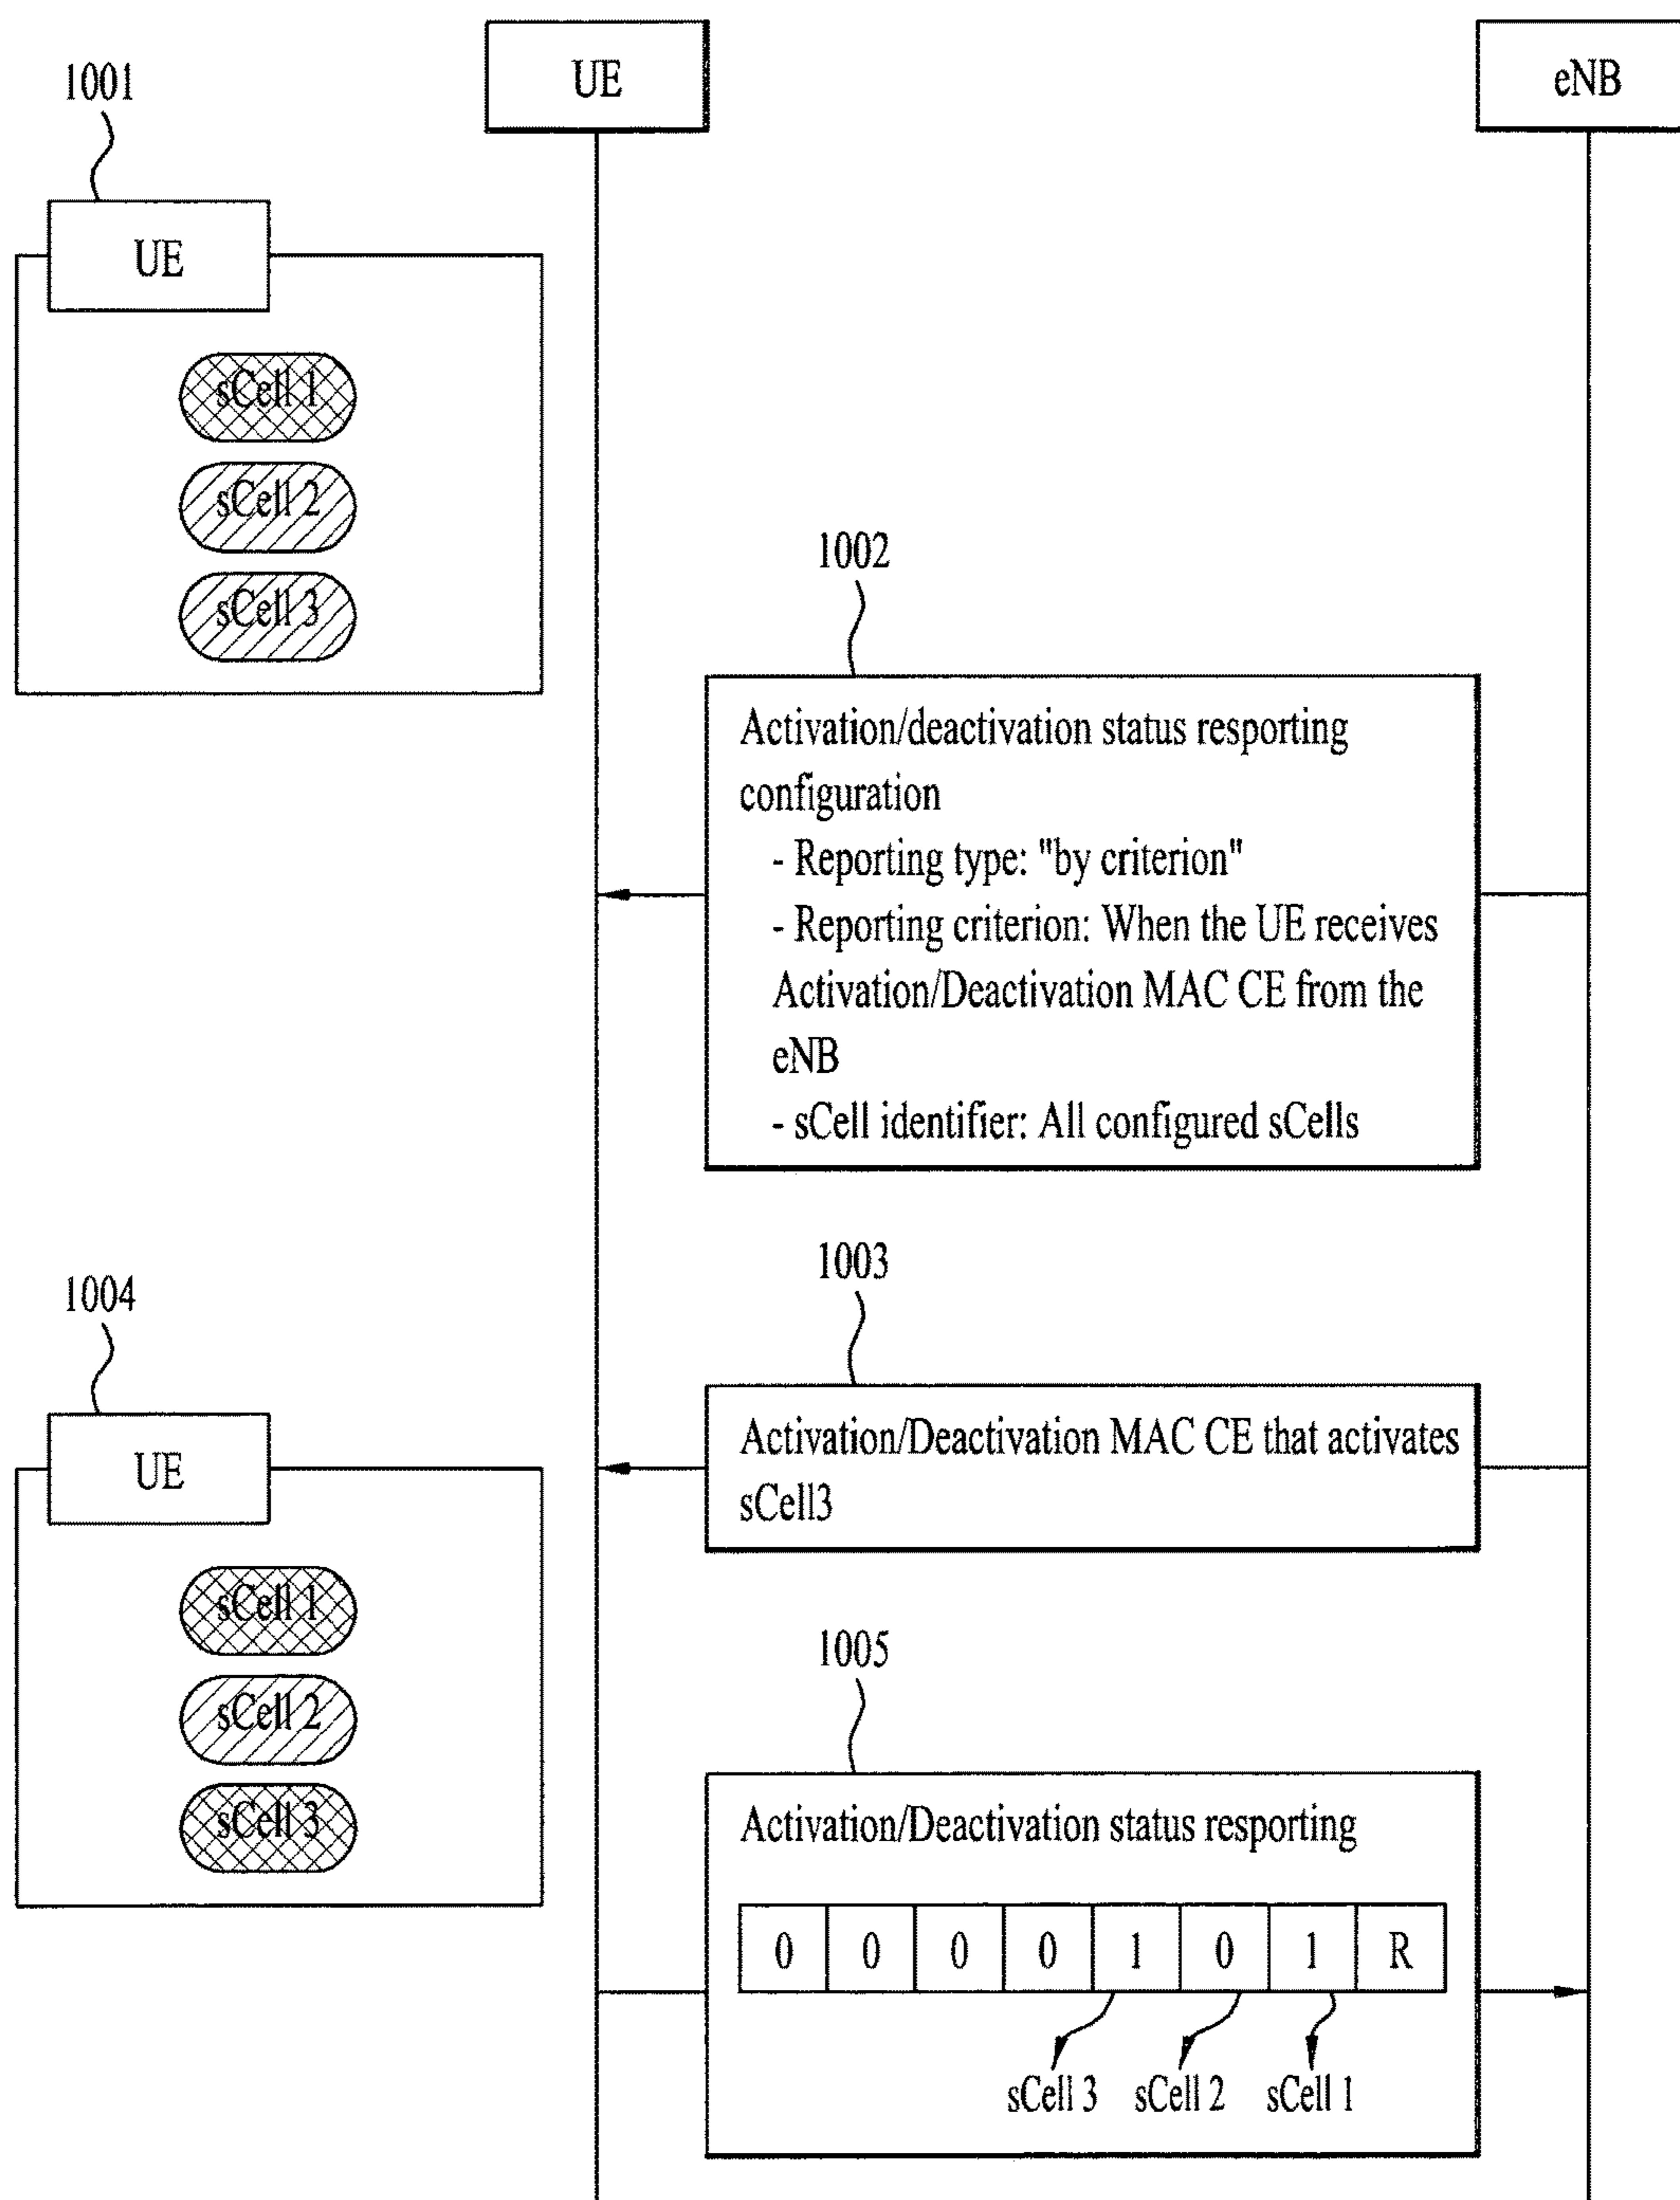 UE
eNB
1001
UE
sCell 1
sCell 2
sCell 3
1002
Activation/deactivation status resporting
configuration
- Reporting type: "by criterion"
- Reporting criterion: When the UE receives
Activation/Deactivation MAC CE from the
eNB
- sCell identifier: All configured sCells
1003
Activation/Deactivation MAC CE that activates
sCell3
1004
UE
sCell 1
sCell 2
sCell 3
1005
Activation/Deactivation status resporting
0 0 0 0 1 0 1 R
sCell 3 sCell 2 sCell 1